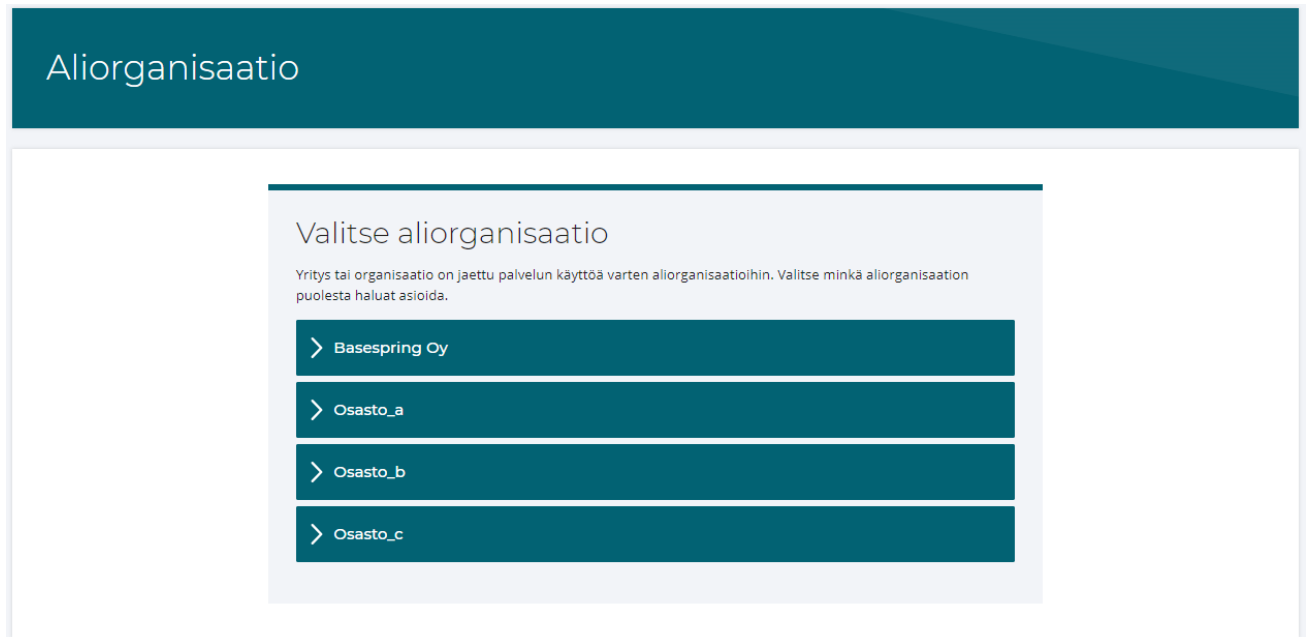 Aliorganisaatio
Valitse aliorganisaatio
Yritys tai organisaatio on jaettu palvelun käyttöä varten aliorganisaatioihin. Valitse minkä aliorganisaation
puolesta haluat asioida.
Basespring Oy
Osasto_a
Osasto_b
Osasto_c